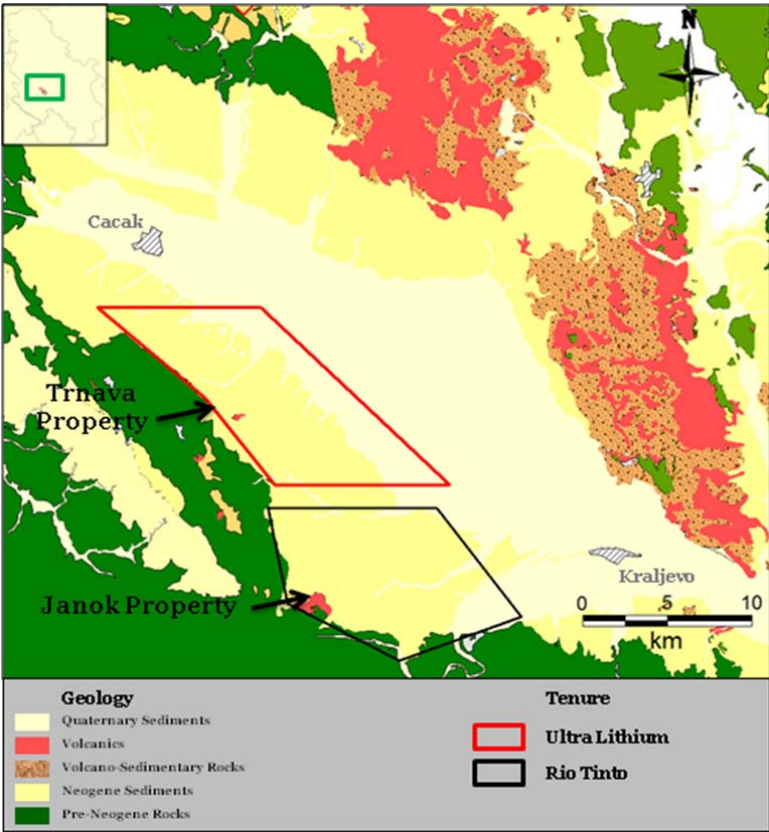 N
Cacak
Trnava
Property
Janok Property
Kraljevo
0 5 10
km
Geology
Quaternary Sediments
Volcanics
Volcano-Sedimentary Rocks
Neogene Sediments
Pre-Neogene Rocks
Tenure
Ultra Lithium
Rio Tinto